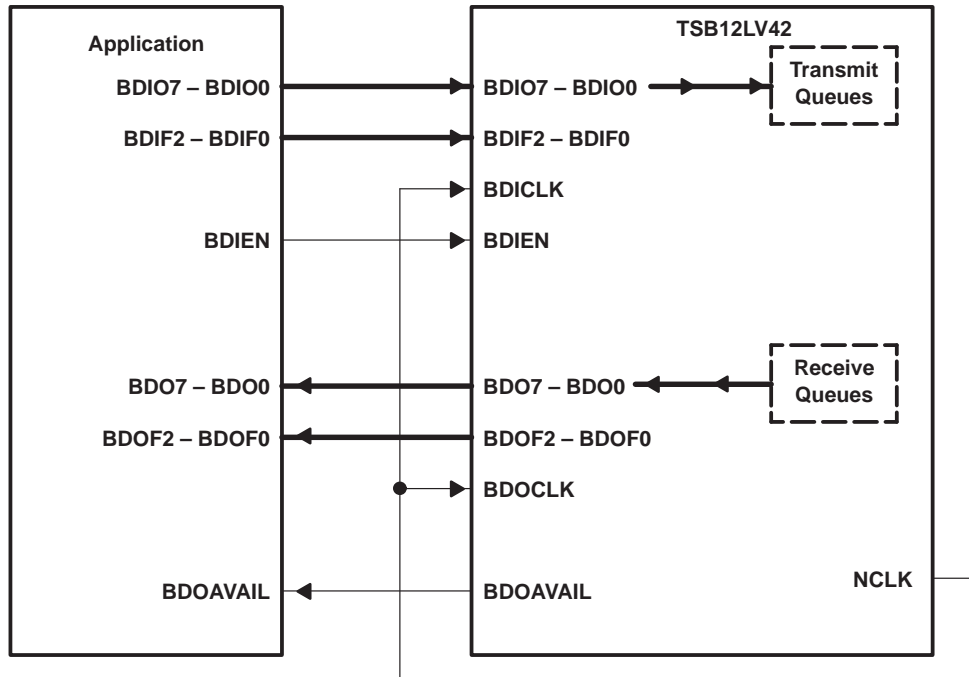 Application
TSB12LV42
BDIO7 – BDIO0
BDIO7 – BDIO0
Transmit
Queues
BDIF2 – BDIF0
BDIF2 – BDIF0
BDICLK
BDIEN
BDIEN
BDO7 – BDO0
BDO7 – BDO0
Receive
Queues
BDOF2 – BDOF0
BDOF2 – BDOF0
BDOCLK
BDOAVAIL
BDOAVAIL
NCLK